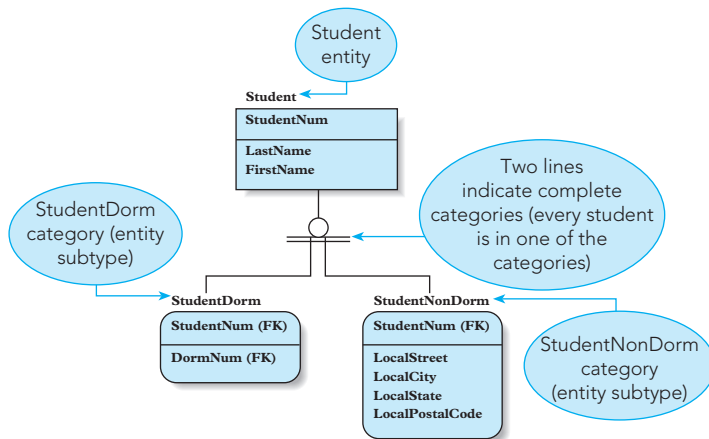 Student
entity
Student
StudentNum
LastName
FirstName
Two lines
indicate complete
categories (every student
is in one of the
categories)
StudentDorm
category (entity
subtype)
StudentDorm
StudentNum (FK)
DormNum (FK)
StudentNonDorm
StudentNum (FK)
LocalStreet
LocalCity
LocalState
LocalPostalCode
StudentNonDorm
category
(entity subtype)